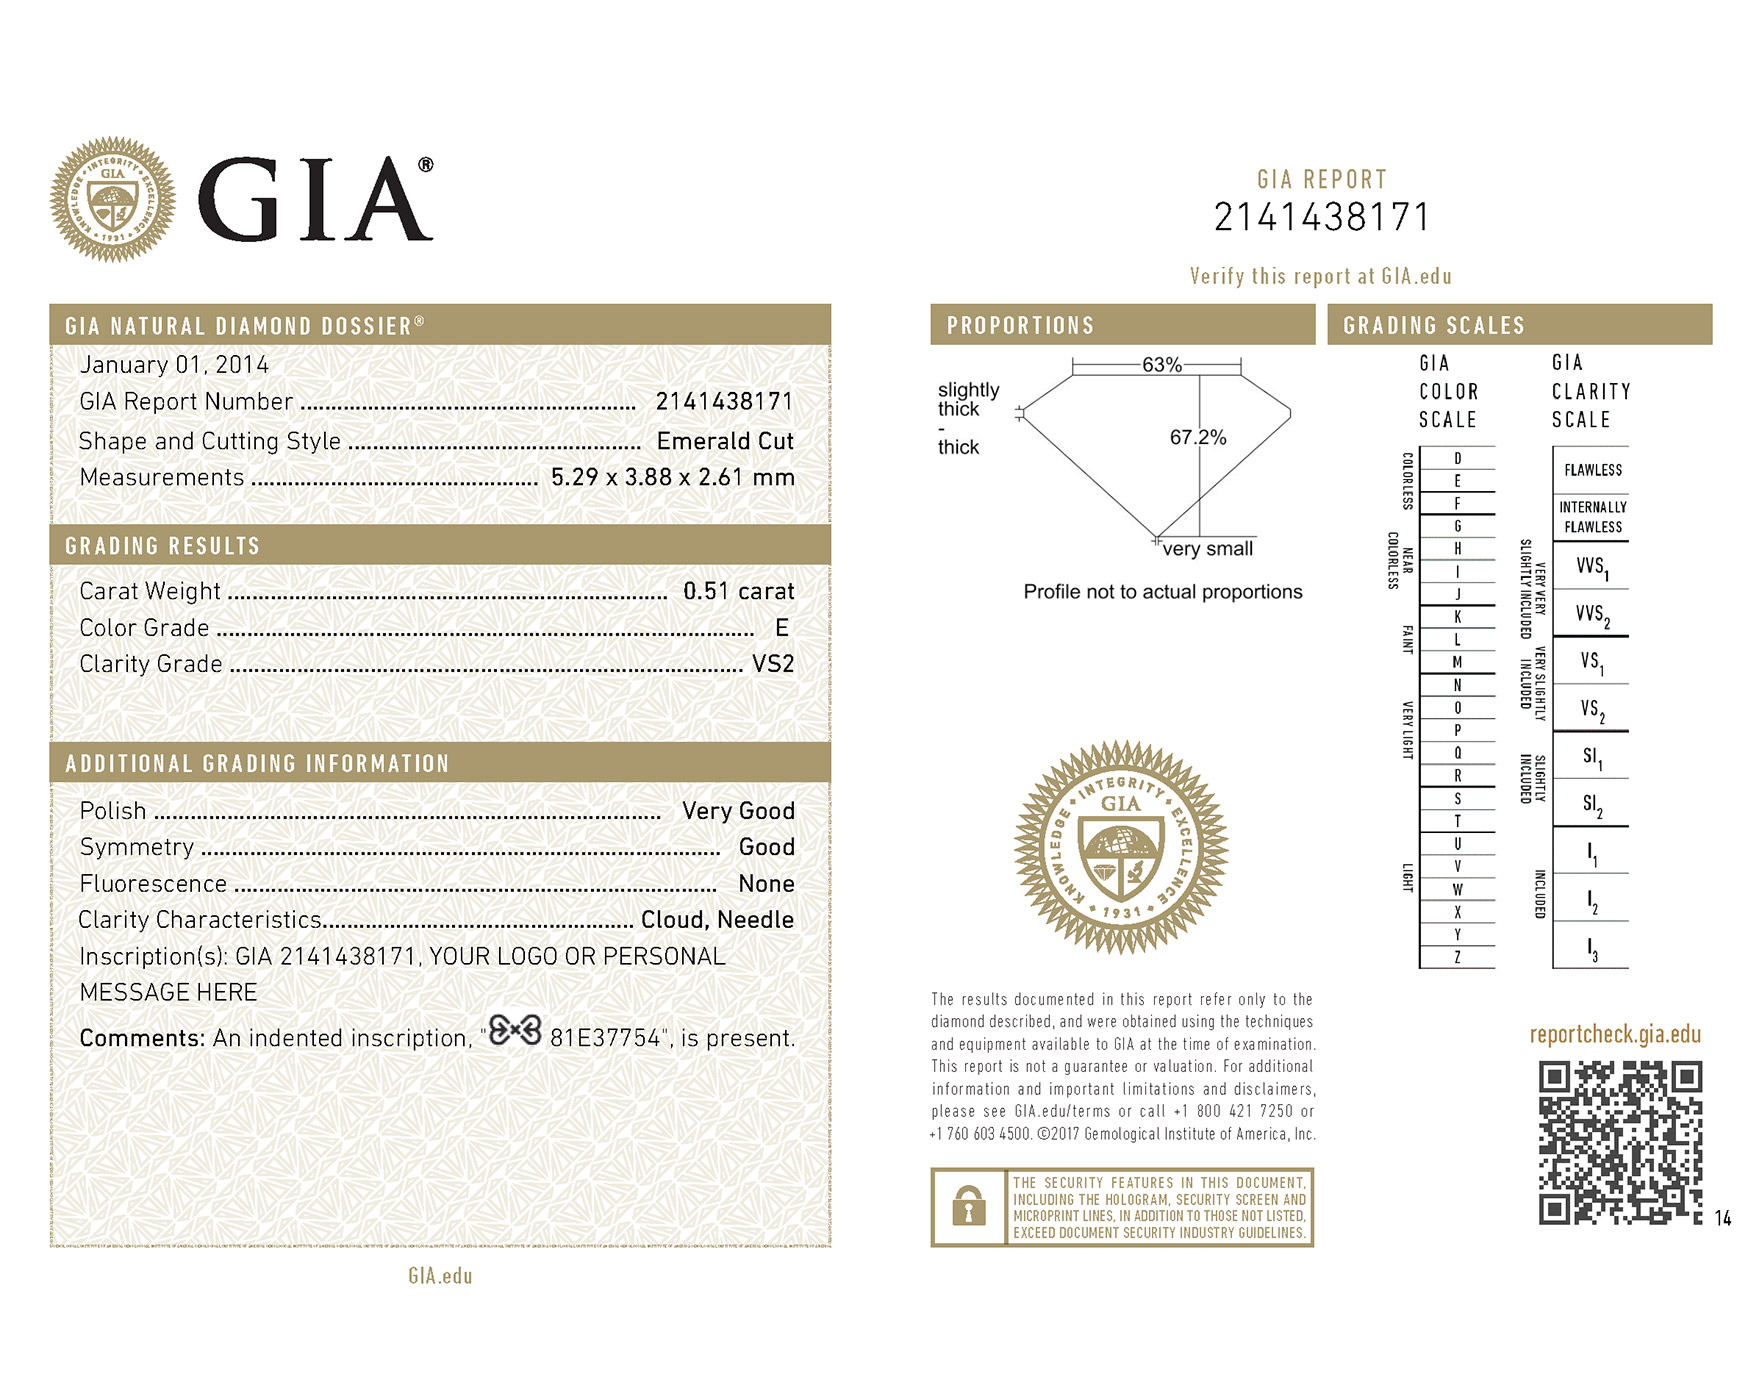 GIA®
INTEGRITY
GIA
KNOWLEDGE
EXCELLENCE
1931
GIA NATURAL DIAMOND DOSSIER®
January 01, 2014
GIA Report Number ........ 2141438171
Shape and Cutting Style ........ Emerald Cut
Measurements ........ 5.29 x 3.88 x 2.61 mm
GRADING RESULTS
Carat Weight ........ 0.51 carat
Color Grade ........ E
Clarity Grade ........ VS2
ADDITIONAL GRADING INFORMATION
Polish ........ Very Good
Symmetry ........ Good
Fluorescence ........ None
Clarity Characteristics........ Cloud, Needle
Inscription(s): GIA 2141438171, YOUR LOGO OR PERSONAL
MESSAGE HERE
Comments: An indented inscription, " 81E37754", is present.
GIA.edu
GIA REPORT
2141438171
Verify this report at GIA.edu
PROPORTIONS
63%
slightly
thick
-
thick
67.2%
very small
Profile not to actual proportions
INTEGRITY
GIA
KNOWLEDGE
EXCELLENCE
1931
The results documented in this report refer only to the
diamond described, and were obtained using the techniques
and equipment available to GIA at the time of examination.
This report is not a guarantee or valuation. For additional
information and important limitations and disclaimers,
please see GIA.edu/terms or call +1 800 421 7250 or
+1 760 603 4500. ©2017 Gemological Institute of America, Inc.
THE SECURITY FEATURES IN THIS DOCUMENT,
INCLUDING THE HOLOGRAM, SECURITY SCREEN AND
MICROPRINT LINES, IN ADDITION TO THOSE NOT LISTED,
EXCEED DOCUMENT SECURITY INDUSTRY GUIDELINES.
GRADING SCALES
GIA
COLOR
SCALE
COLORLESS
D
E
F
NEAR
COLORLESS
G
H
I
J
FAINT
K
L
M
VERY LIGHT
N
O
P
Q
R
LIGHT
S
T
U
V
W
X
Y
Z
GIA
CLARITY
SCALE
FLAWLESS
INTERNALLY
FLAWLESS
VERY VERY
SLIGHTLY INCLUDED
VVS1
VVS2
VERY SLIGHTLY
INCLUDED
VS1
VS2
SLIGHTLY
INCLUDED
SI1
SI2
INCLUDED
I1
I2
I3
reportcheck.gia.edu
14